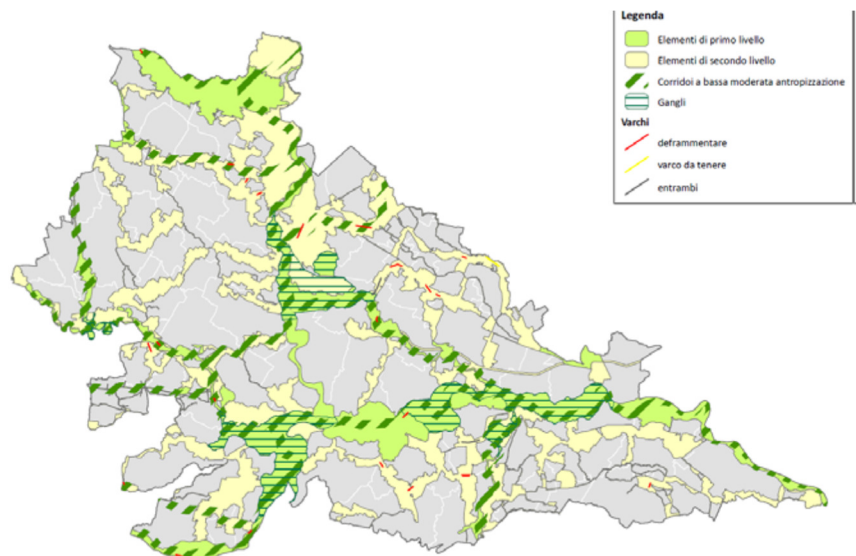 Legenda
Elementi di primo livello
Elementi di secondo livello
Corridoi a bassa moderata antropizzazione
Gangli
Varchi
deframmentare
varco da tenere
entrambi